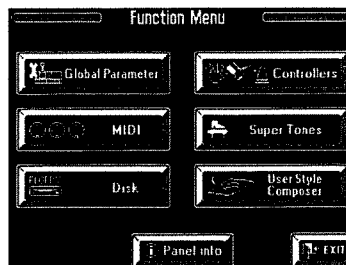 Function Menu
Global Parameter
Controllers
MIDI
Super Tones
Disk
User Style
Composer
Panel info
EXIT